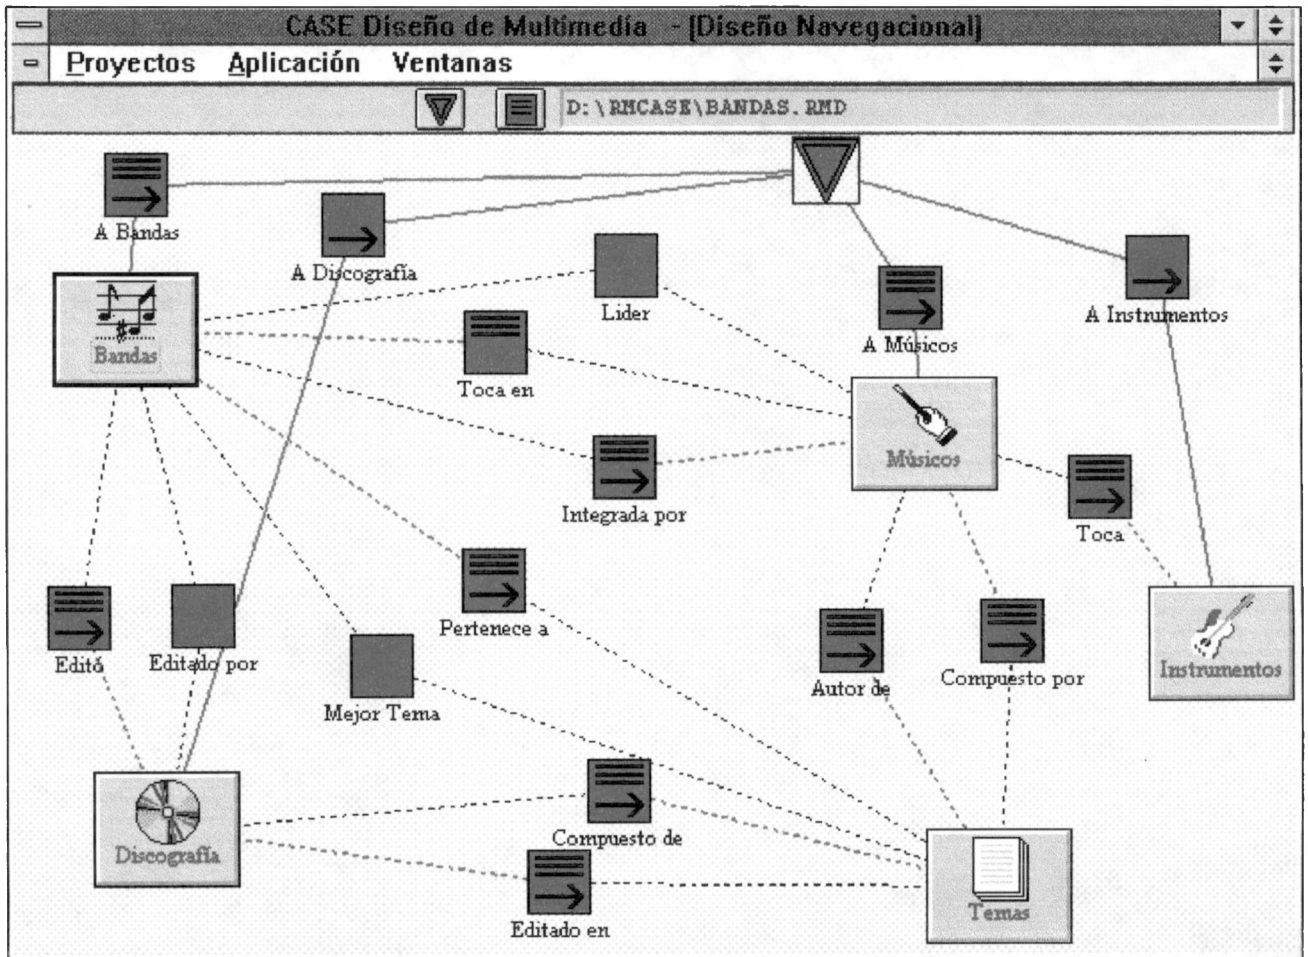 CASE Diseño de Multimedia - [Diseño Navegacional]
Proyectos Aplicación Ventanas
D:\RMCASE\BANDAS.RMD
A Bandas
A Discografía
Lider
A Instrumentos
A Músicos
Bandas
Toca en
Músicos
Integrada por
Toca
Pertenece a
Editó
Editado por
Instrumentos
Autor de
Compuesto por
Mejor Tema
Compuesto de
Discografía
Temas
Editado en